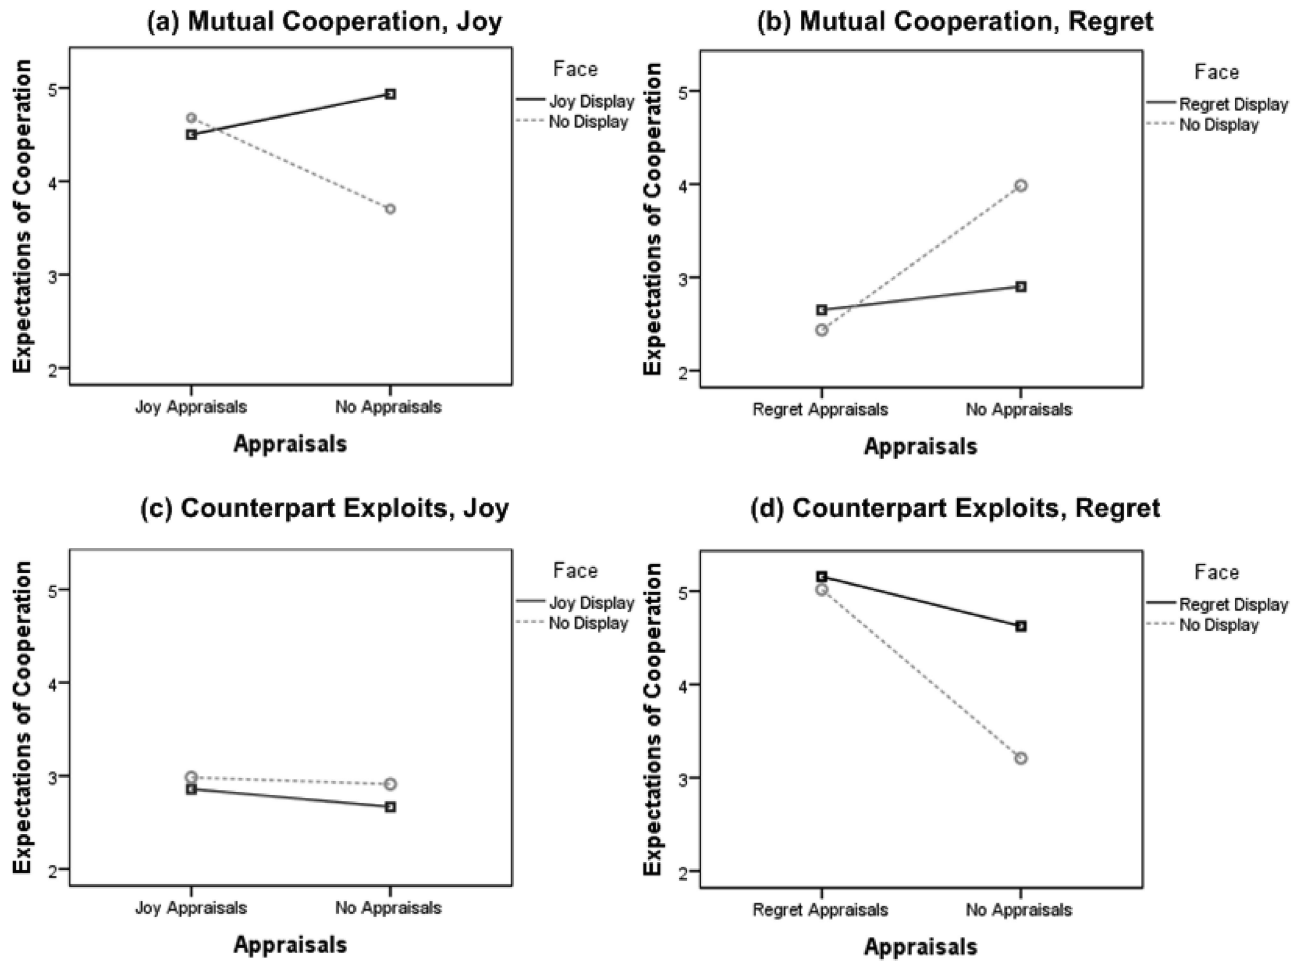 (a) Mutual Cooperation, Joy
Expectations of Cooperation
5
4
3
2
Joy Appraisals
No Appraisals
Appraisals
Face
Joy Display
No Display
(b) Mutual Cooperation, Regret
Expectations of Cooperation
5
4
3
2
Regret Appraisals
No Appraisals
Appraisals
Face
Regret Display
No Display
(c) Counterpart Exploits, Joy
Expectations of Cooperation
5
4
3
2
Joy Appraisals
No Appraisals
Appraisals
Face
Joy Display
No Display
(d) Counterpart Exploits, Regret
Expectations of Cooperation
5
4
3
2
Regret Appraisals
No Appraisals
Appraisals
Face
Regret Display
No Display